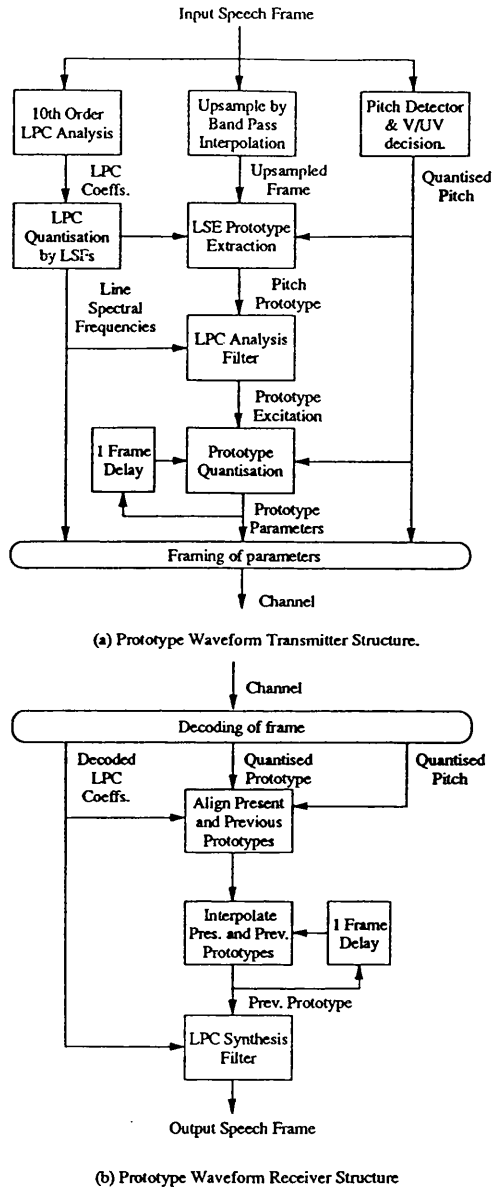 Input Speech Frame
10th Order
LPC Analysis
Upsample by
Band Pass
Interpolation
Pitch Detector
& V/UV
decision.
LPC
Coeffs.
Upsampled
Frame
Quantised
Pitch
LPC
Quantisation
by LSFs
LSE Prototype
Extraction
Line
Spectral
Frequencies
Pitch
Prototype
LPC Analysis
Filter
Prototype
Excitation
1 Frame
Delay
Prototype
Quantisation
Prototype
Parameters
Framing of parameters
Channel
(a) Prototype Waveform Transmitter Structure.
Channel
Decoding of frame
Decoded
LPC
Coeffs.
Quantised
Prototype
Quantised
Pitch
Align Present
and Previous
Prototypes
Interpolate
Pres. and Prev.
Prototypes
1 Frame
Delay
Prev. Prototype
LPC Synthesis
Filter
Output Speech Frame
(b) Prototype Waveform Receiver Structure